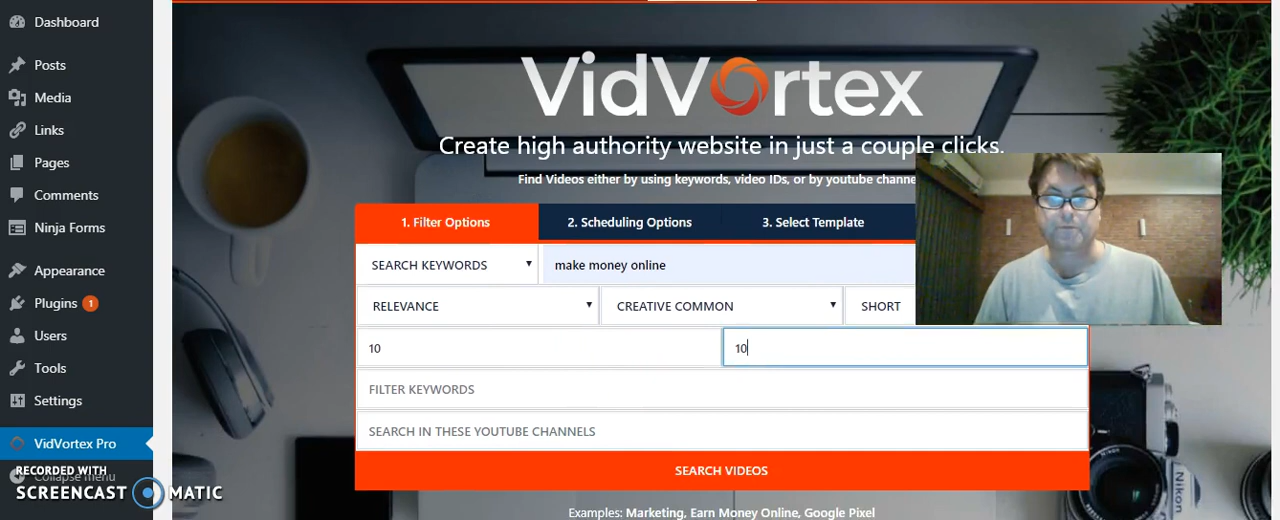 Dashboard
Posts
Media
Links
Pages
Comments
Ninja Forms
Appearance
Plugins 1
Users
Tools
Settings
VidVortex Pro
Collapse menu
RECORDED WITH
SCREENCAST MATIC
VidVortex
Create high authority website in just a couple clicks.
Find Videos either by using keywords, video IDs, or by youtube channe
1. Filter Options 2. Scheduling Options 3. Select Template
SEARCH KEYWORDS make money online
RELEVANCE CREATIVE COMMON SHORT
10 10
FILTER KEYWORDS
SEARCH IN THESE YOUTUBE CHANNELS
SEARCH VIDEOS
Examples: Marketing, Earn Money Online, Google Pixel
Nikon